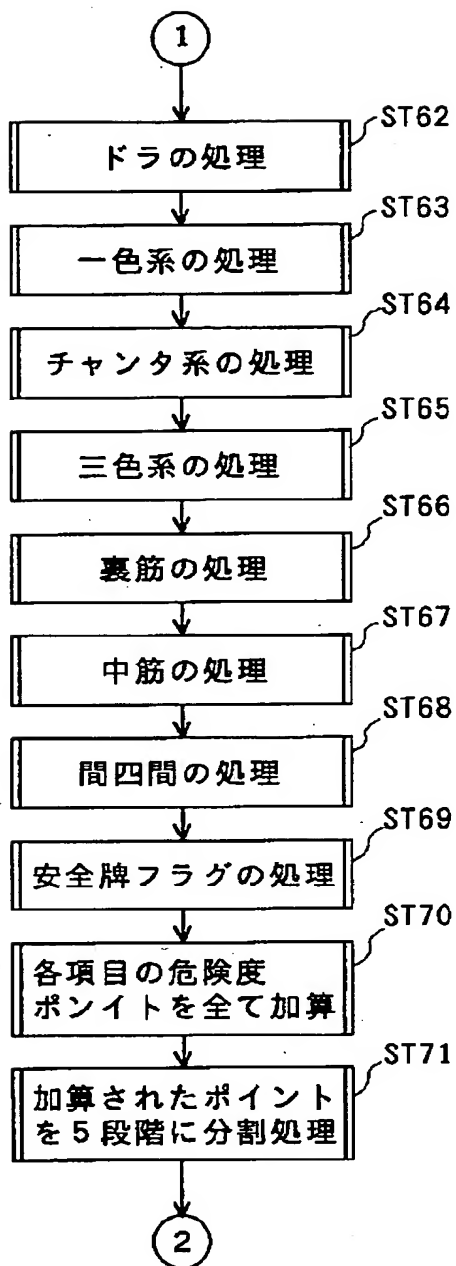 1
ST62
ドラの処理
ST63
一色系の処理
ST64
チャンタ系の処理
ST65
三色系の処理
ST66
裏筋の処理
ST67
中筋の処理
ST68
間四間の処理
ST69
安全牌フラグの処理
ST70
各項目の危険度
ポンイトを全て加算
ST71
加算されたポイント
を5段階に分割処理
2